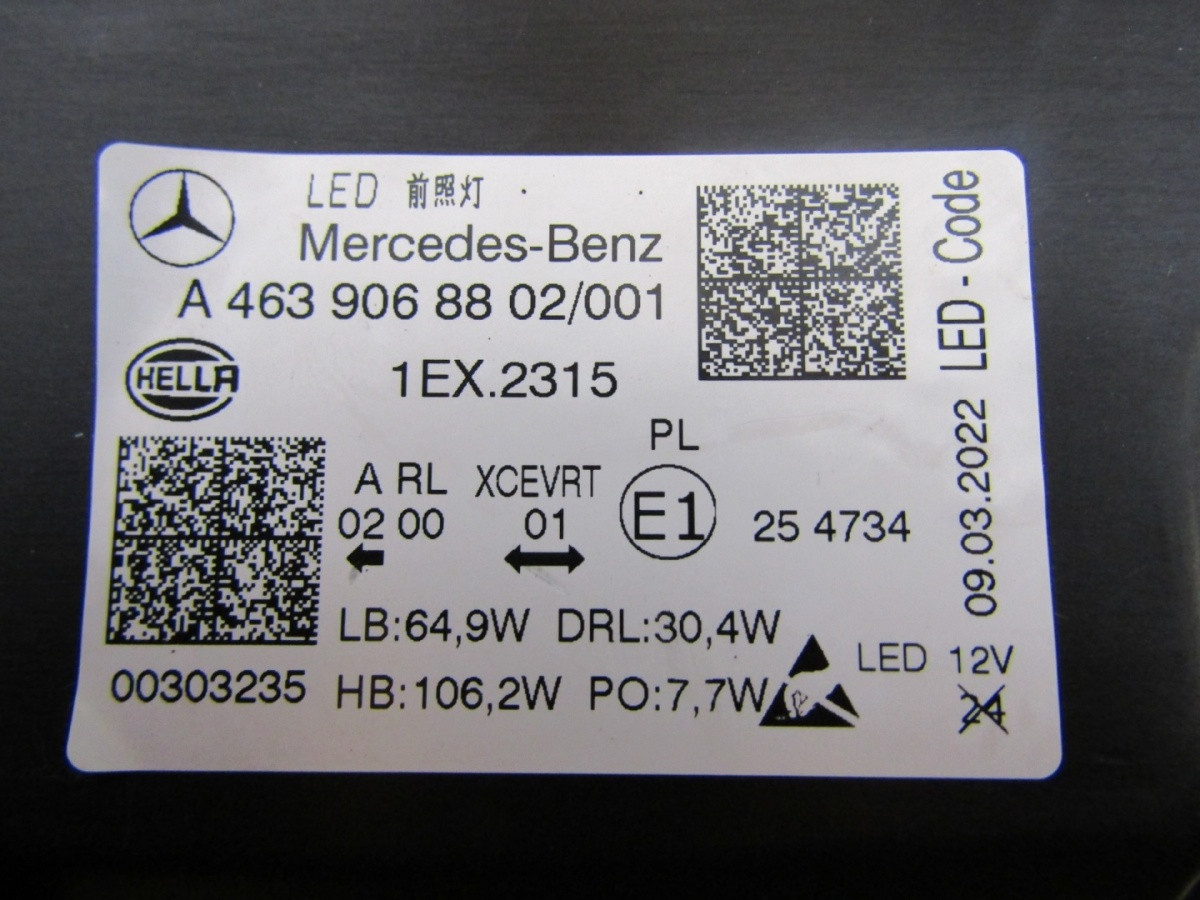 LED 前照灯
Mercedes-Benz
A 463 906 88 02/001
HELLA
1EX.2315
PL
A RL XCEVRT
02 00 01
E1
25 4734
LB:64,9W DRL:30,4W
HB:106,2W PO:7,7W
00303235
LED 12V
24
09.03.2022 LED - Code